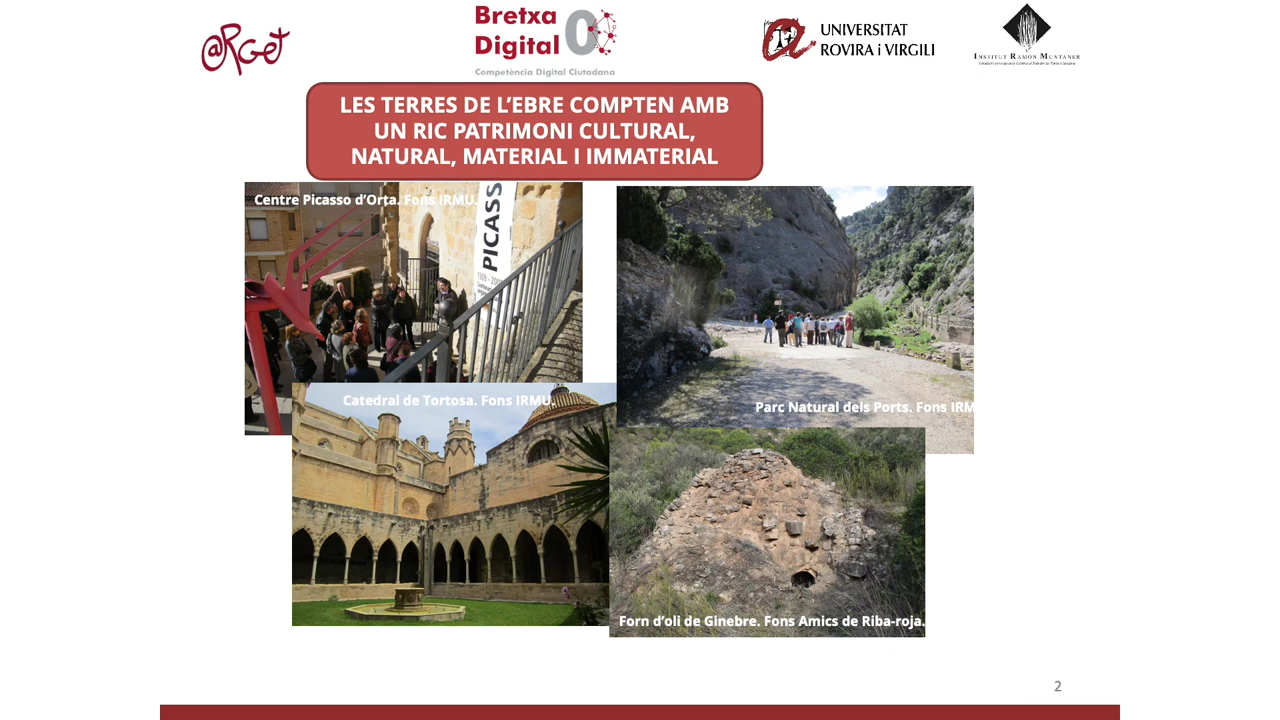 @RGet
Bretxa
Digital 0
Competència Digital Ciutadana
UNIVERSITAT
ROVIRA i VIRGILI
INSTITUT RAMON MUNTANER
LES TERRES DE L'EBRE COMPTEN AMB
UN RIC PATRIMONI CULTURAL,
NATURAL, MATERIAL I IMMATERIAL
Centre Picasso d'Orta. Fons IRMU.
PICASS
Parc Natural dels Ports. Fons IRM
Catedral de Tortosa. Fons IRMU.
Forn d'oli de Ginebre. Fons Amics de Riba-roja.
2